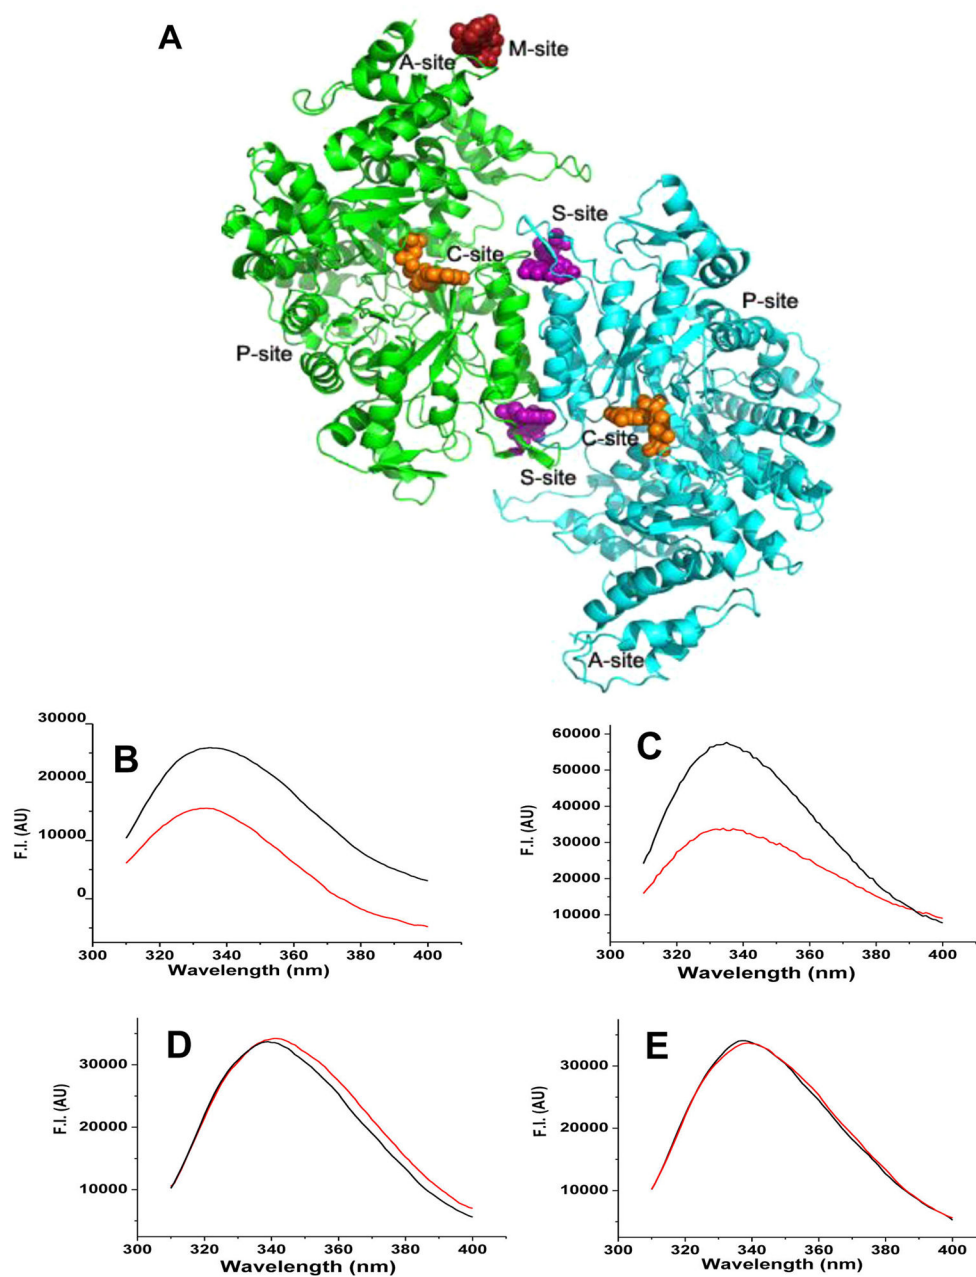 A
A-site
M-site
S-site
C-site
P-site
P-site
C-site
S-site
A-site
B
F.I. (AU)
30000
20000
10000
0
300 320 340 360 380 400
Wavelength (nm)
C
F.I. (AU)
60000
50000
40000
30000
20000
10000
300 320 340 360 380 400
Wavelength (nm)
D
F.I. (AU)
30000
20000
10000
300 320 340 360 380 400
Wavelength (nm)
E
F.I. (AU)
30000
20000
10000
300 320 340 360 380 400
Wavelength (nm)